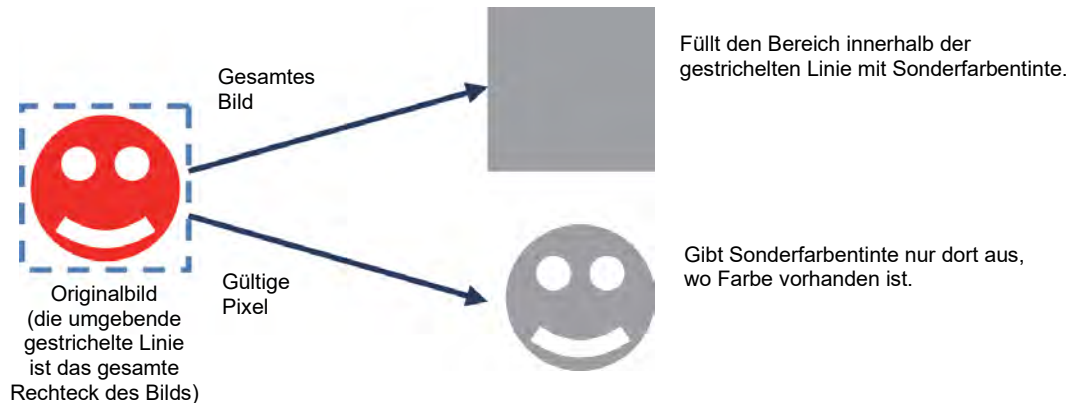 Füllt den Bereich innerhalb der
gestrichelten Linie mit Sonderfarbentinte.
Gesamtes
Bild
Gibt Sonderfarbentinte nur dort aus,
wo Farbe vorhanden ist.
Gültige
Pixel
Originalbild
(die umgebende
gestrichelte Linie
ist das gesamte
Rechteck des Bilds)